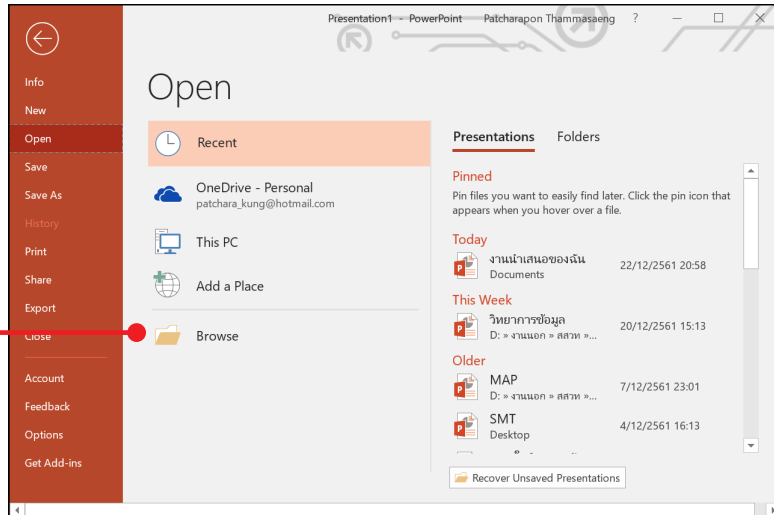 Presentation1 - PowerPoint Patcharapon Thammasaeng ?
Info
New
Open
Save
Save As
History
Print
Share
Export
Close
Account
Feedback
Options
Get Add-ins
Open
Recent
OneDrive - Personal
patchara_kung@hotmail.com
This PC
Add a Place
Browse
Presentations Folders
Pinned
Pin files you want to easily find later. Click the pin icon that
appears when you hover over a file.
Today
งานนำเสนอของฉัน
Documents
22/12/2561 20:58
This Week
วิทยาการข้อมูล
D: » งานนอก » สสวท »...
20/12/2561 15:13
Older
MAP
D: » งานนอก » สสวท »...
7/12/2561 23:01
SMT
Desktop
4/12/2561 16:13
Recover Unsaved Presentations